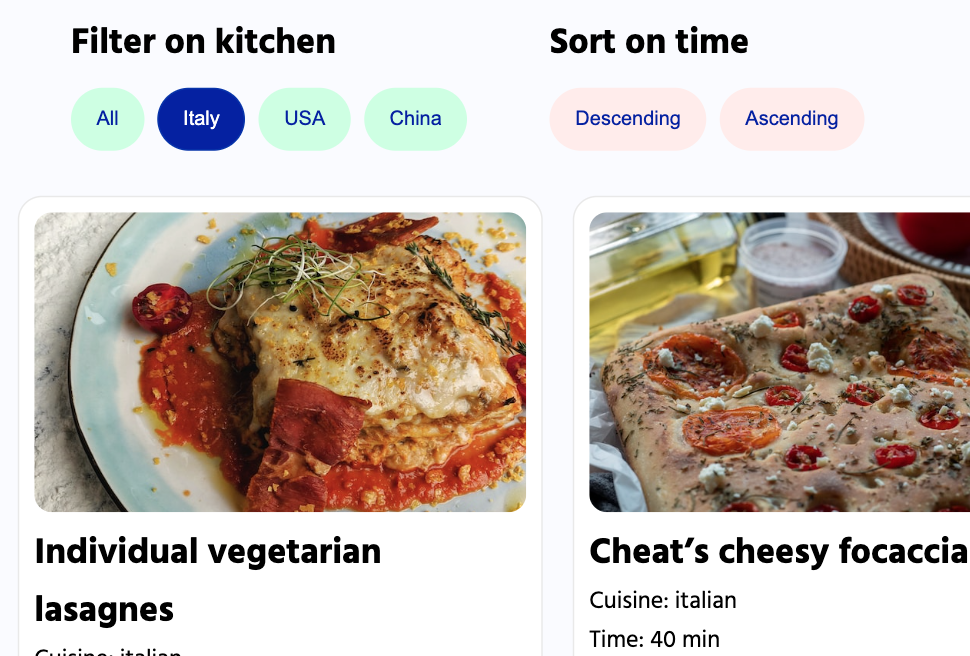 Filter on kitchen
Sort on time
All
Italy
USA
China
Descending
Ascending
Individual vegetarian
lasagnes
Cuisine: italian
Cheat’s cheesy focaccia
Cuisine: italian
Time: 40 min